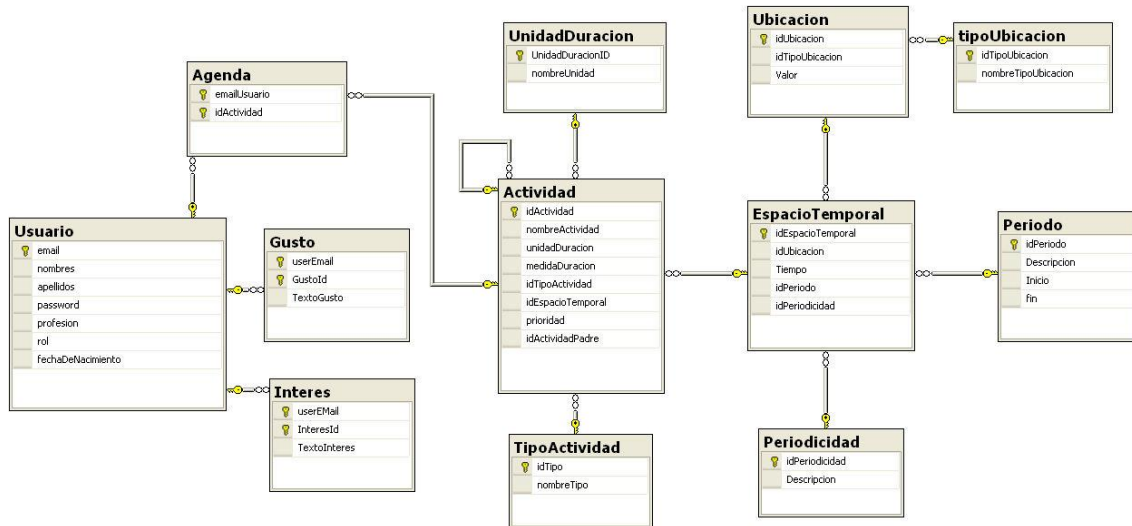 UnidadDuracion
UnidadDuracionID
nombreUnidad
Ubicacion
idUbicacion
idTipoUbicacion
Valor
tipoUbicacion
idTipoUbicacion
nombreTipoUbicacion
Agenda
emailUsuario
idActividad
Usuario
email
nombres
apellidos
password
profesion
rol
fechaDeNacimiento
Gusto
userEmail
GustoId
TextoGusto
Interes
userEMail
InteresId
TextoInteres
Actividad
idActividad
nombreActividad
unidadDuracion
medidaDuracion
idTipoActividad
idEspacioTemporal
prioridad
idActividadPadre
TipoActividad
idTipo
nombreTipo
EspacioTemporal
idEspacioTemporal
idUbicacion
Tiempo
idPeriodo
idPeriodicidad
Periodo
idPeriodo
Descripcion
Inicio
fin
Periodicidad
idPeriodicidad
Descripcion